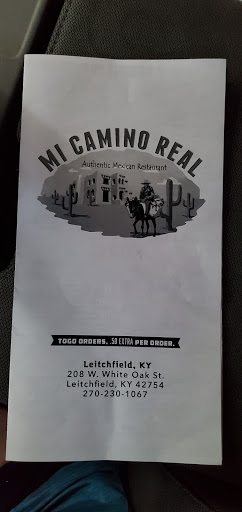 MI CAMINO REAL
Authentic Mexican Restaurant
TOGO ORDERS, .50 EXTRA PER ORDER.
Leitchfield, KY
208 W. White Oak St.
Leitchfield, KY 42754
270-230-1067